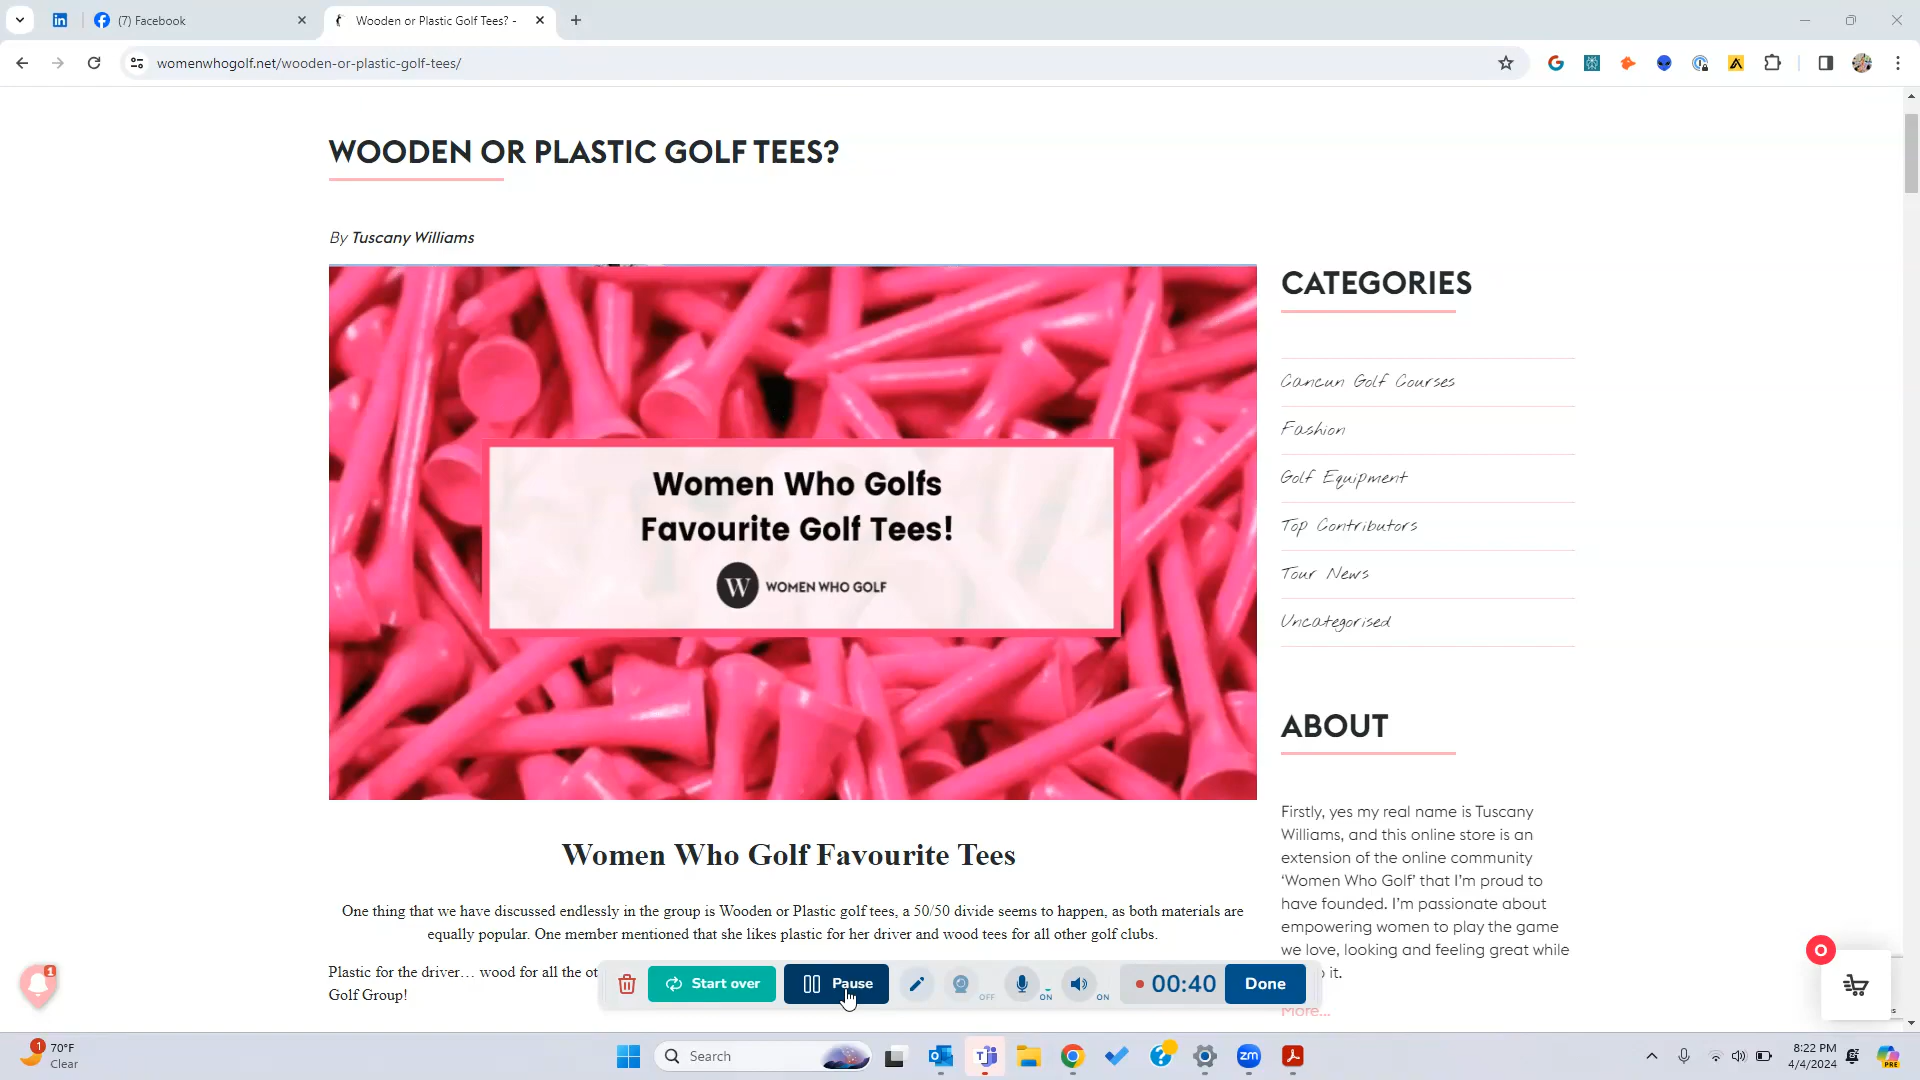 (7) Facebook
Wooden or Plastic Golf Tees? -
womenwhogolf.net/wooden-or-plastic-golf-tees/
WOODEN OR PLASTIC GOLF TEES?
By Tuscany Williams
Women Who Golfs
Favourite Golf Tees!
W WOMEN WHO GOLF
Women Who Golf Favourite Tees
One thing that we have discussed endlessly in the group is Wooden or Plastic golf tees, a 50/50 divide seems to happen, as both materials are
equally popular. One member mentioned that she likes plastic for her driver and wood tees for all other golf clubs.
Plastic for the driver… wood for all the ot
Golf Group!
CATEGORIES
Cancun Golf Courses
Fashion
Golf Equipment
Top Contributors
Tour News
Uncategorised
ABOUT
Firstly, yes my real name is Tuscany
Williams, and this online store is an
extension of the online community
‘Women Who Golf’ that I’m proud to
have founded. I’m passionate about
empowering women to play the game
we love, looking and feeling great while
it.
More...
0
1
Start over
Pause
OFF
ON
ON
00:40
Done
1
70°F
Clear
Search
zm
8:22 PM
4/4/2024
PRE